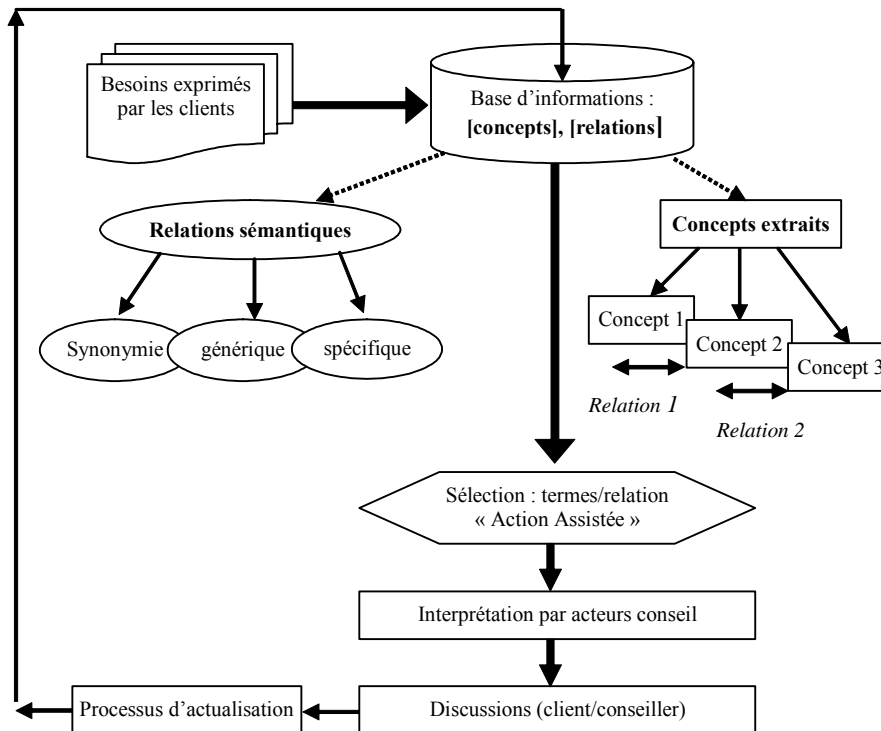 Besoins exprimés
par les clients
Base d’informations :
[concepts], [relations]
Relations sémantiques
Concepts extraits
Synonymie
générique
spécifique
Concept 1
Concept 2
Concept 3
Relation 1
Relation 2
Sélection : termes/relation
« Action Assistée »
Interprétation par acteurs conseil
Processus d’actualisation
Discussions (client/conseiller)